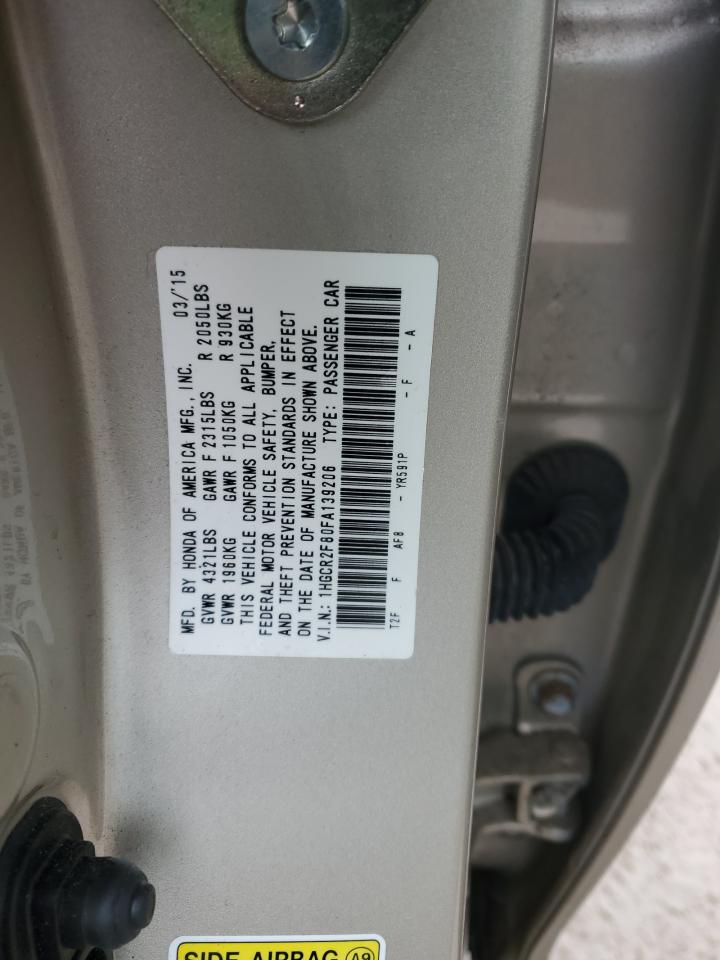 MFD. BY HONDA OF AMERICA MFG., INC. 03/'15
GVWR 4321LBS GAWR F 2315LBS R 2050LBS
GVWR 1960KG GAWR F 1050KG R 930KG
THIS VEHICLE CONFORMS TO ALL APPLICABLE
FEDERAL MOTOR VEHICLE SAFETY, BUMPER,
AND THEFT PREVENTION STANDARDS IN EFFECT
ON THE DATE OF MANUFACTURE SHOWN ABOVE.
V.I.N.: 1HGCR2F80FA139206 TYPE: PASSENGER CAR
T2F F AF8 - YR591P - F - A
SIDE AIRBAG A9